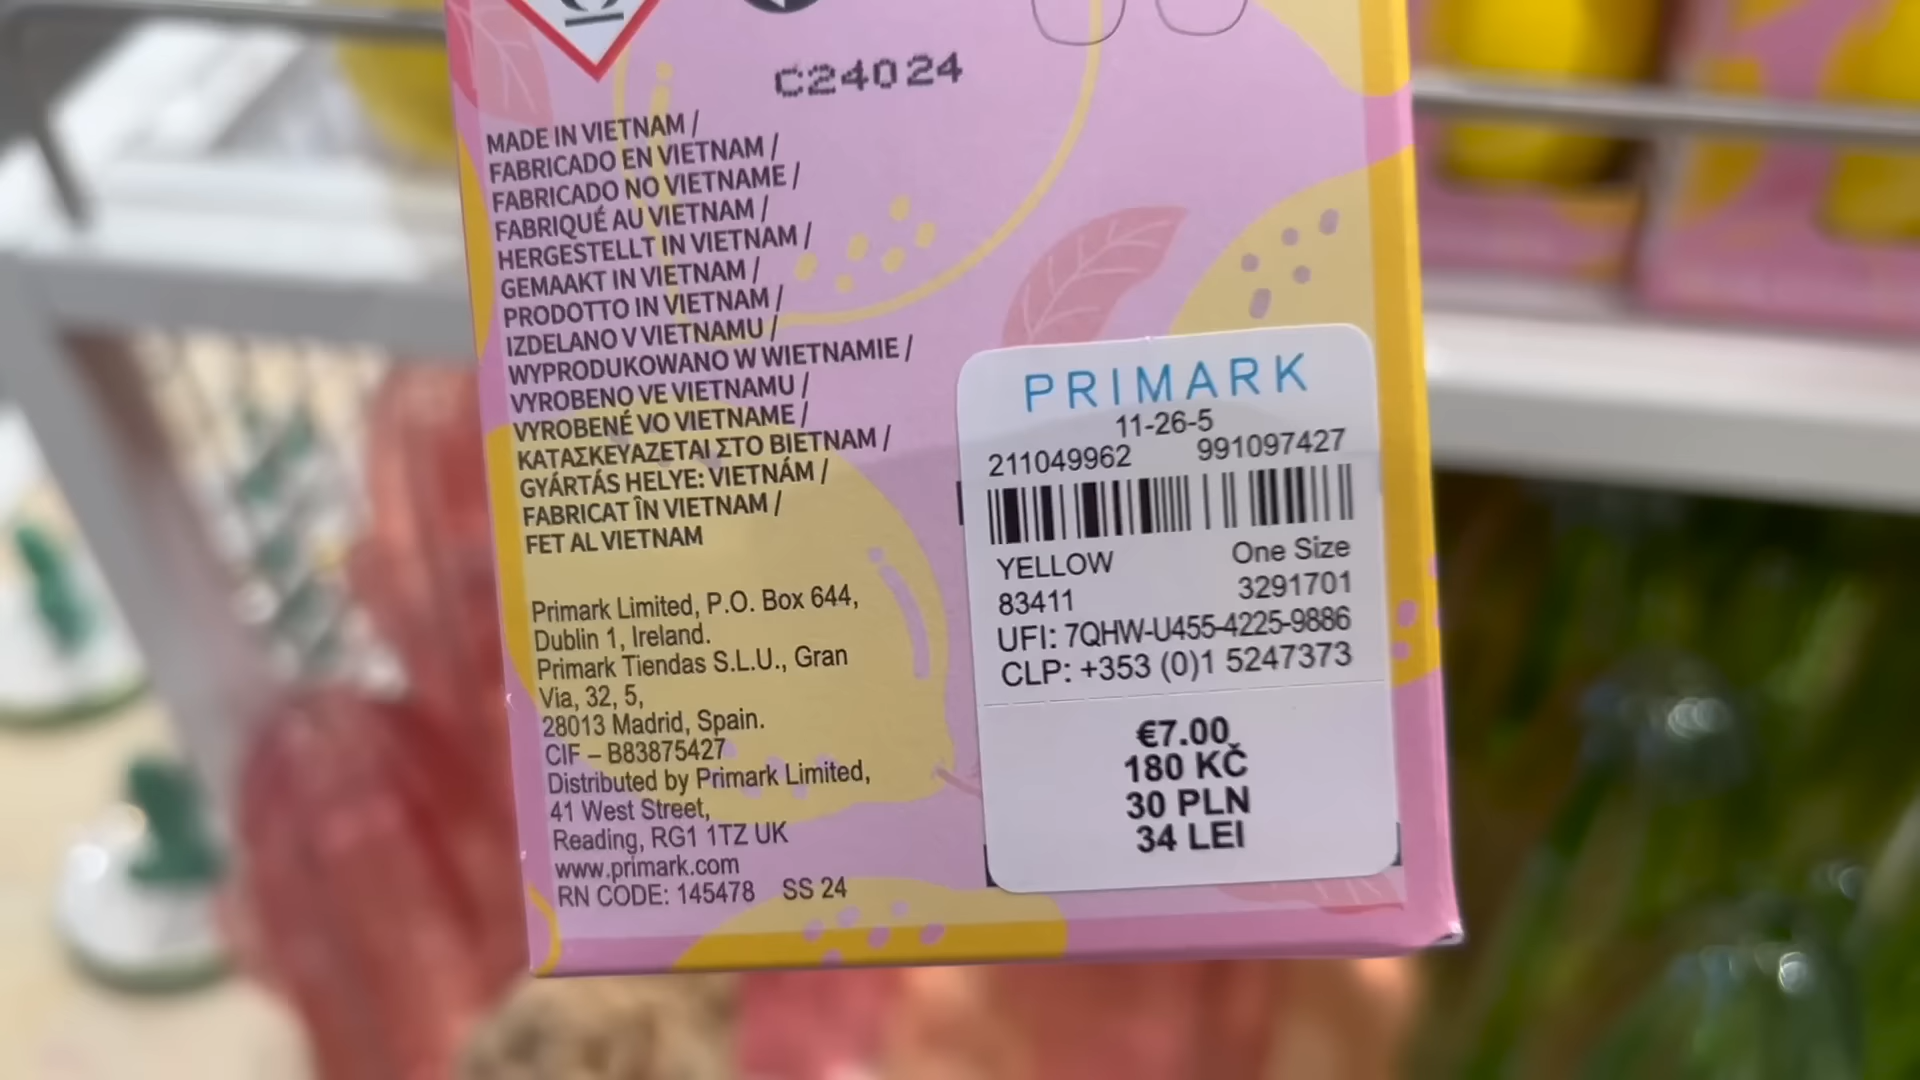 C24024
MADE IN VIETNAM /
FABRICADO EN VIETNAM /
FABRICADO NO VIETNAME /
FABRIQUÉ AU VIETNAM /
HERGESTELLT IN VIETNAM /
GEMAAKT IN VIETNAM /
PRODOTTO IN VIETNAM /
IZDELANO V VIETNAMU /
WYPRODUKOWANO W WIETNAMIE /
VYROBENO VE VIETNAMU /
VYROBENÉ VO VIETNAME /
ΚΑΤΑΣΚΕΥΑΖΕΤΑΙ ΣΤΟ ΒΙΕΤΝΑΜ /
GYÁRTÁS HELYE: VIETNÁM /
FABRICAT ÎN VIETNAM /
FET AL VIETNAM
Primark Limited, P.O. Box 644,
Dublin 1, Ireland.
Primark Tiendas S.L.U., Gran
Via, 32, 5,
28013 Madrid, Spain.
CIF – B83875427
Distributed by Primark Limited,
41 West Street,
Reading, RG1 1TZ UK
www.primark.com
RN CODE: 145478 SS 24
PRIMARK
11-26-5
211049962 991097427
YELLOW One Size
83411 3291701
UFI: 7QHW-U455-4225-9886
CLP: +353 (0)1 5247373
€7.00
180 KČ
30 PLN
34 LEI